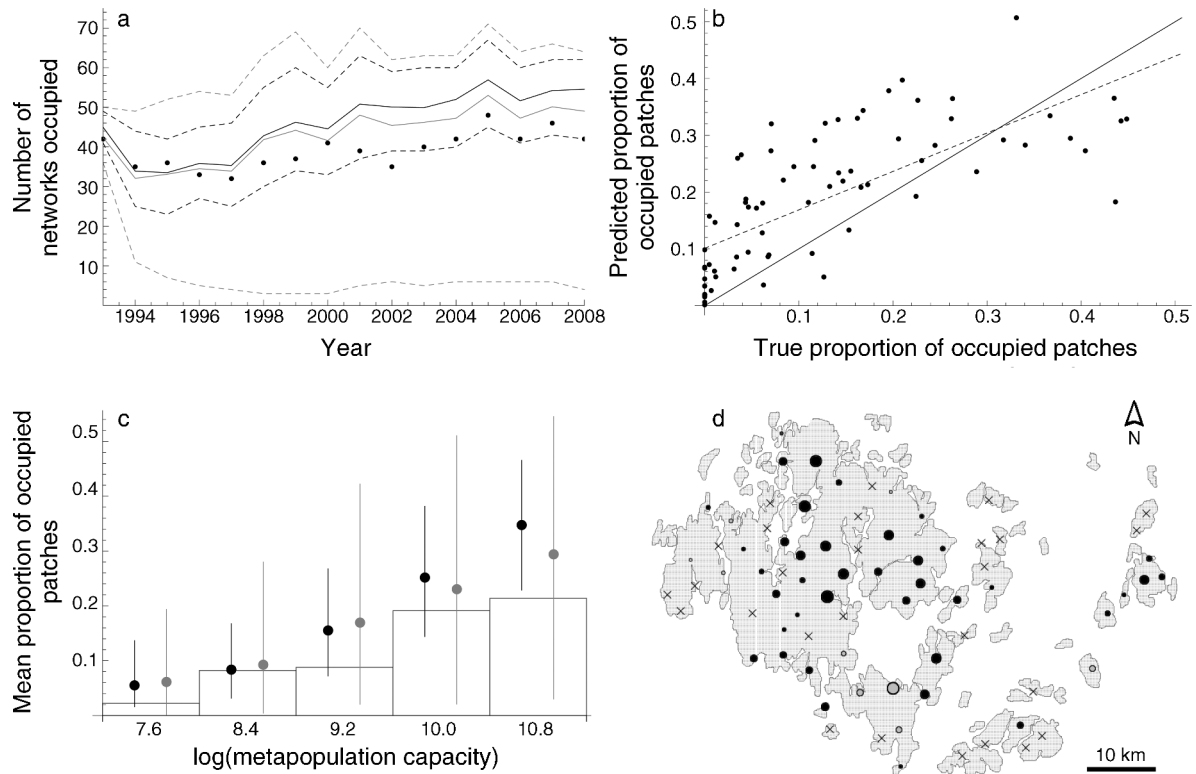 a
70
60
50
40
30
20
10
Number of
networks occupied
1994 1996 1998 2000 2002 2004 2006 2008
Year
b
0.5
0.4
0.3
0.2
0.1
Predicted proportion of
occupied patches
0.1 0.2 0.3 0.4 0.5
True proportion of occupied patches
c
0.5
0.4
0.3
0.2
0.1
Mean proportion of occupied
patches
7.6 8.4 9.2 10.0 10.8
log(metapopulation capacity)
d
N
10 km